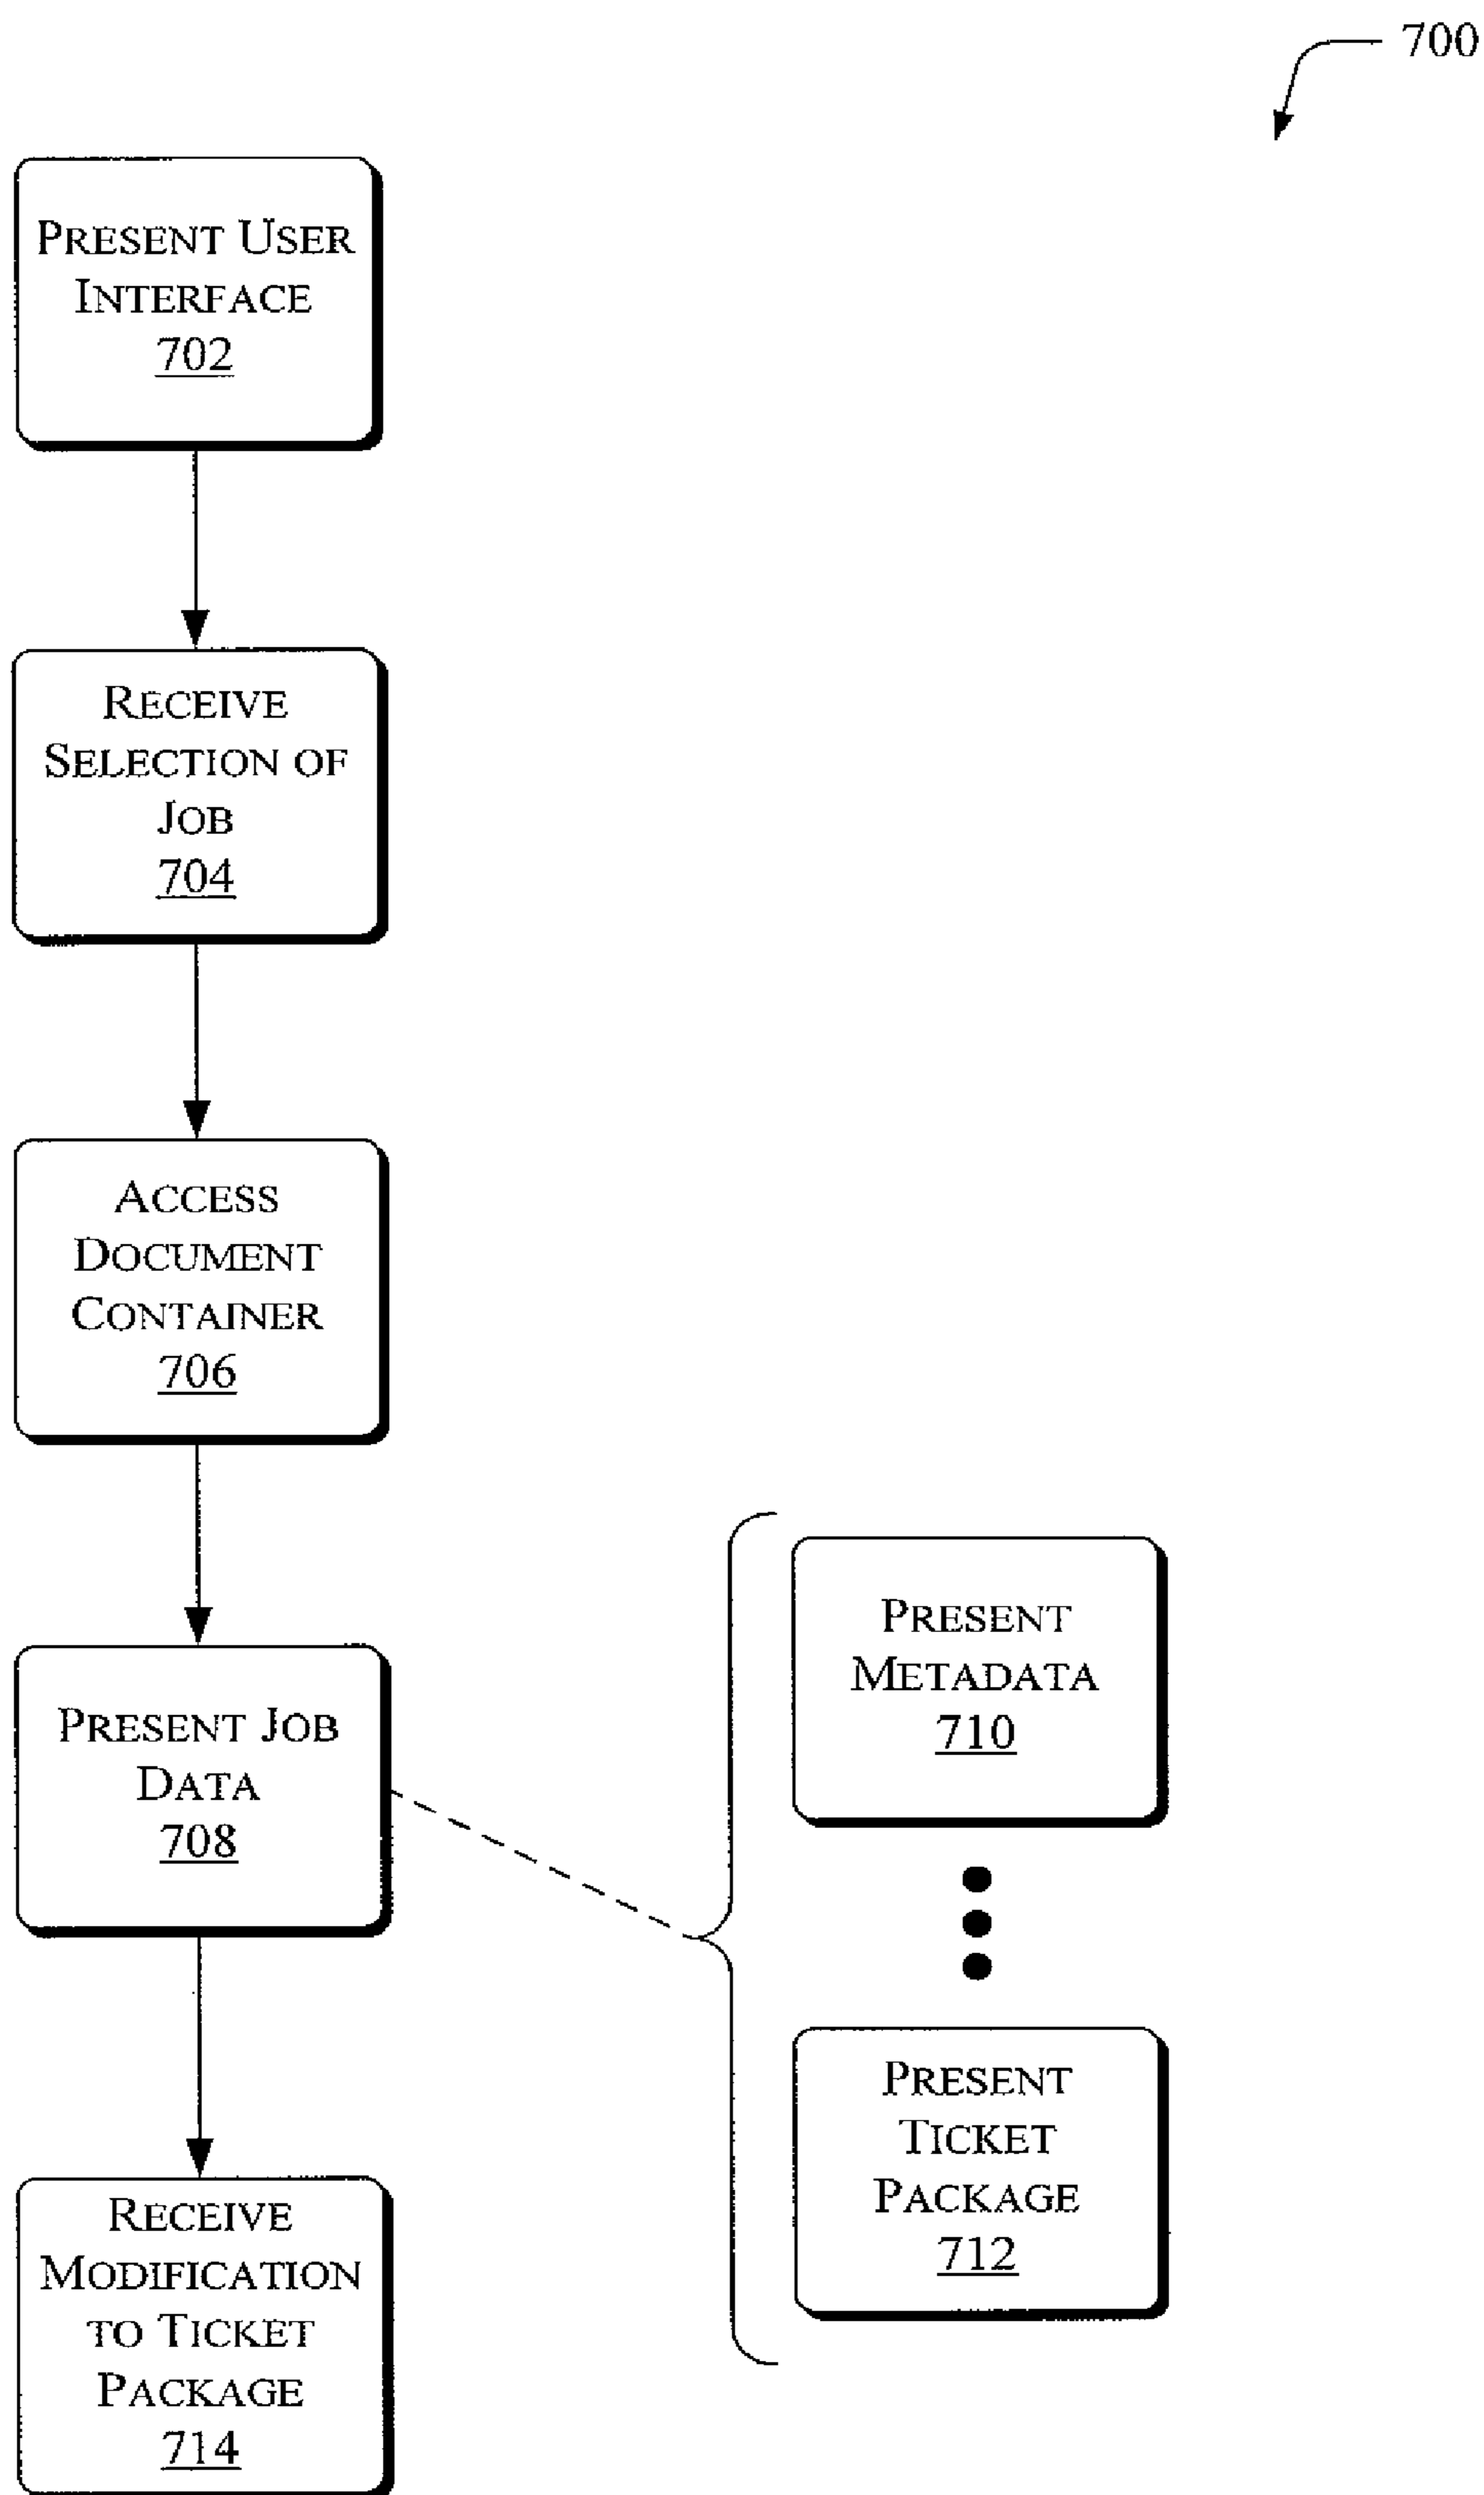 700
PRESENT USER
INTERFACE
702
RECEIVE
SELECTION OF
JOB
704
ACCESS
DOCUMENT
CONTAINER
706
PRESENT JOB
DATA
708
PRESENT
METADATA
710
PRESENT
TICKET
PACKAGE
712
RECEIVE
MODIFICATION
TO TICKET
PACKAGE
714